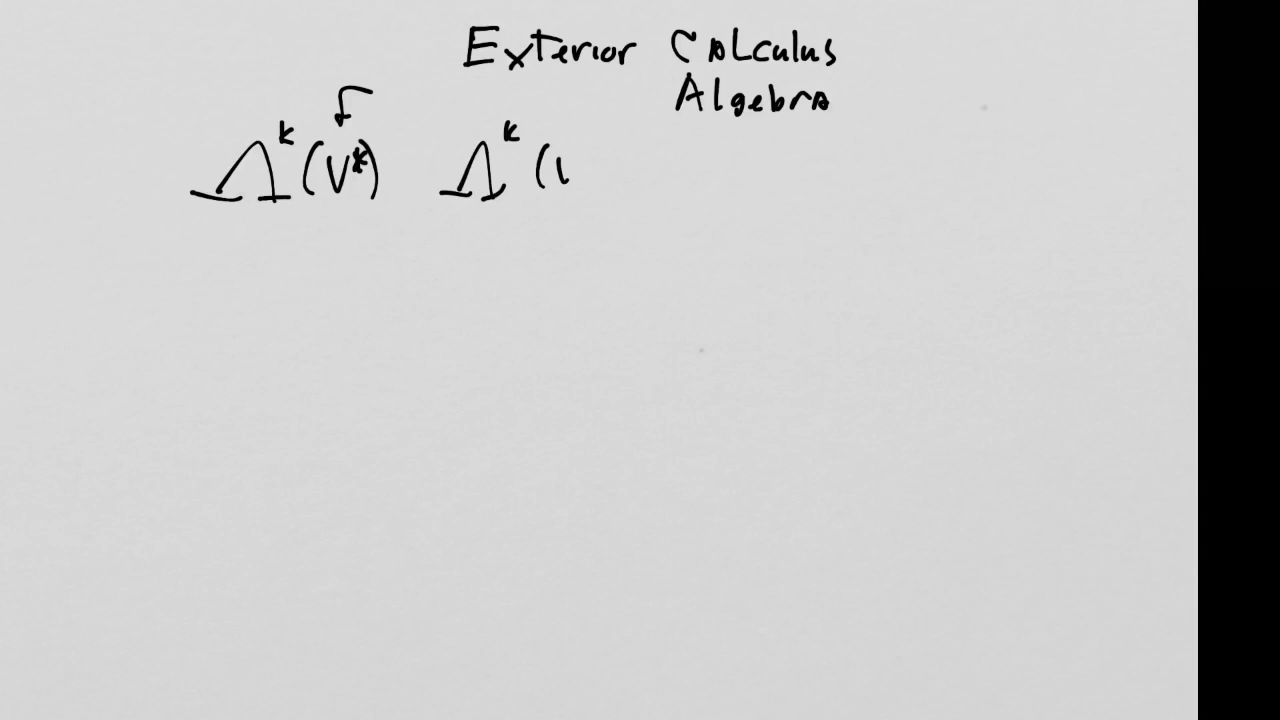 Exterior Calculus
Algebra
Λ^k (V*) Λ^k (